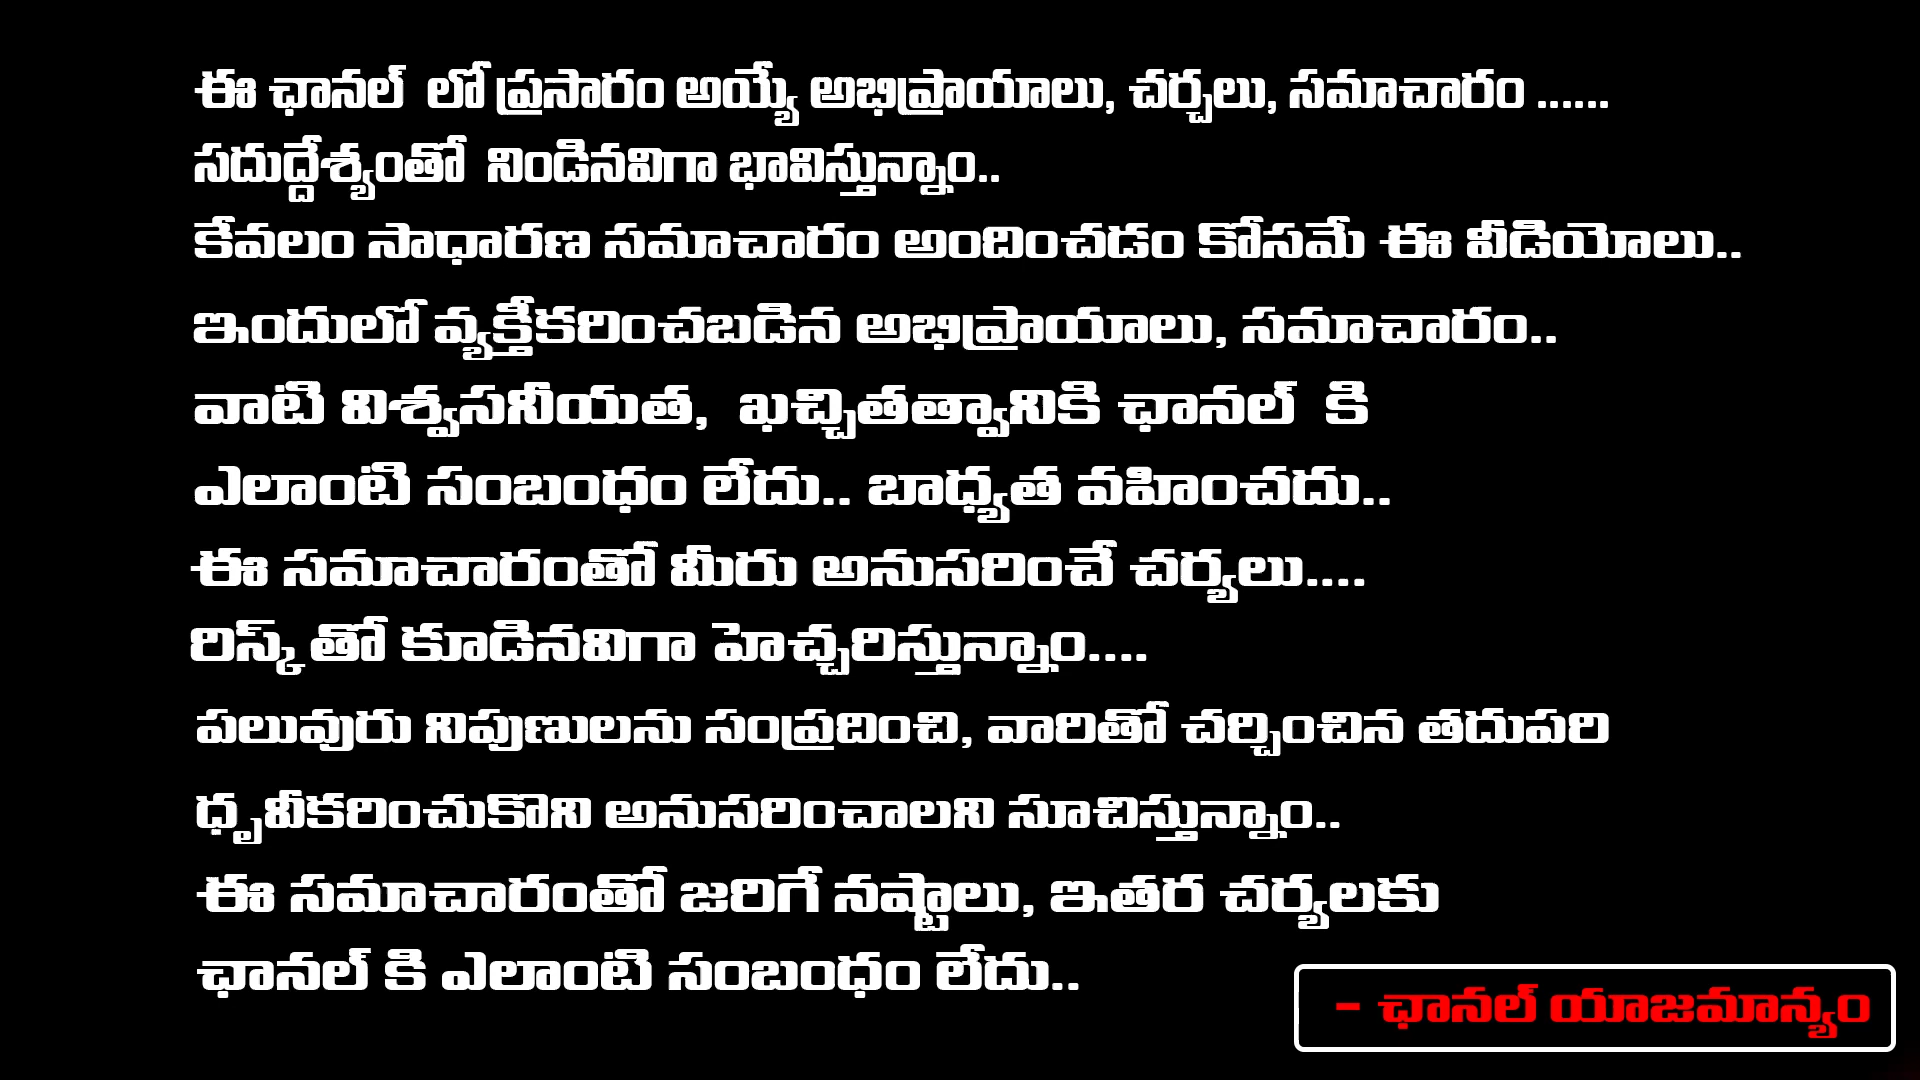 ఈ ఛానల్ లో ప్రసారం అయ్యే అభిప్రాయాలు, చర్చలు, సమాచారం ......
సదుద్దేశ్యంతో నిండినవిగా భావిస్తున్నాం..
కేవలం సాధారణ సమాచారం అందించడం కోసమే ఈ వీడియోలు..
ఇందులో వ్యక్తీకరించబడిన అభిప్రాయాలు, సమాచారం..
వాటి విశ్వసనీయత, ఖచ్చితత్వానికి ఛానల్ కి
ఎలాంటి సంబంధం లేదు.. బాధ్యత వహించదు..
ఈ సమాచారంతో మీరు అనుసరించే చర్యలు....
రిస్క్ తో కూడినవిగా హెచ్చరిస్తున్నాం....
పలువురు నిపుణులను సంప్రదించి, వారితో చర్చించిన తదుపరి
ధృవీకరించుకొని అనుసరించాలని సూచిస్తున్నాం..
ఈ సమాచారంతో జరిగే నష్టాలు, ఇతర చర్యలకు
ఛానల్ కి ఎలాంటి సంబంధం లేదు..
- ఛానల్ యాజమాన్యం